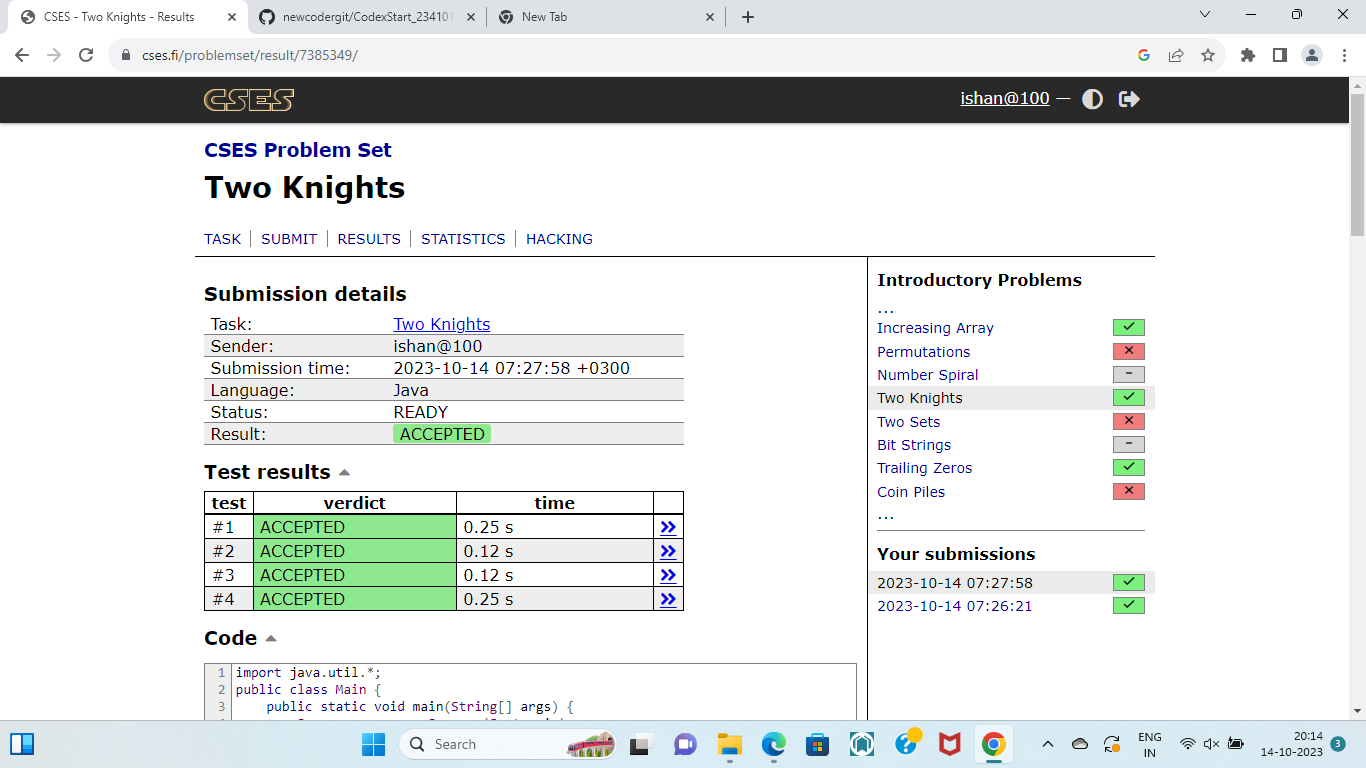 CSES - Two Knights - Results
newcodergit/CodexStart_234101
New Tab
cses.fi/problemset/result/7385349/
CSES
ishan@100 —
CSES Problem Set
Two Knights
TASK SUBMIT RESULTS STATISTICS HACKING
Submission details
Task: Two Knights
Sender: ishan@100
Submission time: 2023-10-14 07:27:58 +0300
Language: Java
Status: READY
Result: ACCEPTED
Test results
test verdict time
#1 ACCEPTED 0.25 s
#2 ACCEPTED 0.12 s
#3 ACCEPTED 0.12 s
#4 ACCEPTED 0.25 s
Code
1 import java.util.*;
2 public class Main {
3 public static void main(String[] args) {
Introductory Problems
...
Increasing Array
Permutations
Number Spiral
Two Knights
Two Sets
Bit Strings
Trailing Zeros
Coin Piles
...
Your submissions
2023-10-14 07:27:58
2023-10-14 07:26:21
Search
ENG
IN
20:14
14-10-2023
3